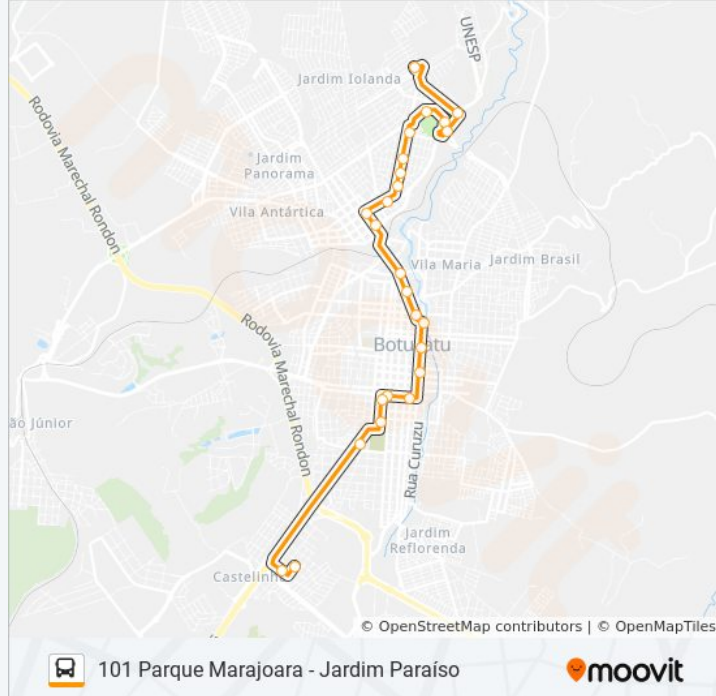 UNESP
Jardim Iolanda
Rodovia Marechal Rondon
Jardim
Panorama
Vila Antártica
Vila Maria
Jardim Brasil
Rodovia Marechal Rondon
Botucatu
ão Júnior
Rua Curuzu
Jardim
Reflorenda
Castelinho
© OpenStreetMap contributors | © OpenMapTiles
101 Parque Marajoara - Jardim Paraíso
moovit